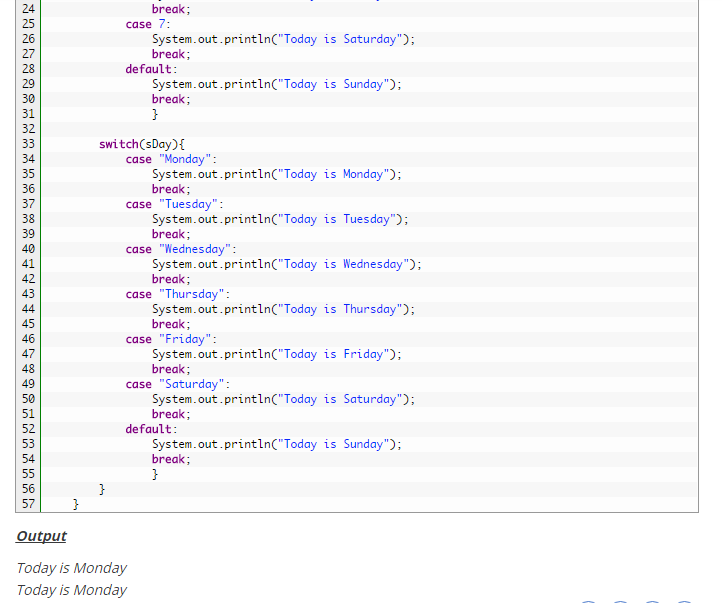 24 break;
25 case 7:
26 System.out.println("Today is Saturday");
27 break;
28 default:
29 System.out.println("Today is Sunday");
30 break;
31 }
32
33 switch(sDay){
34 case "Monday":
35 System.out.println("Today is Monday");
36 break;
37 case "Tuesday":
38 System.out.println("Today is Tuesday");
39 break;
40 case "Wednesday":
41 System.out.println("Today is Wednesday");
42 break;
43 case "Thursday":
44 System.out.println("Today is Thursday");
45 break;
46 case "Friday":
47 System.out.println("Today is Friday");
48 break;
49 case "Saturday":
50 System.out.println("Today is Saturday");
51 break;
52 default:
53 System.out.println("Today is Sunday");
54 break;
55 }
56 }
57 }
Output
Today is Monday
Today is Monday